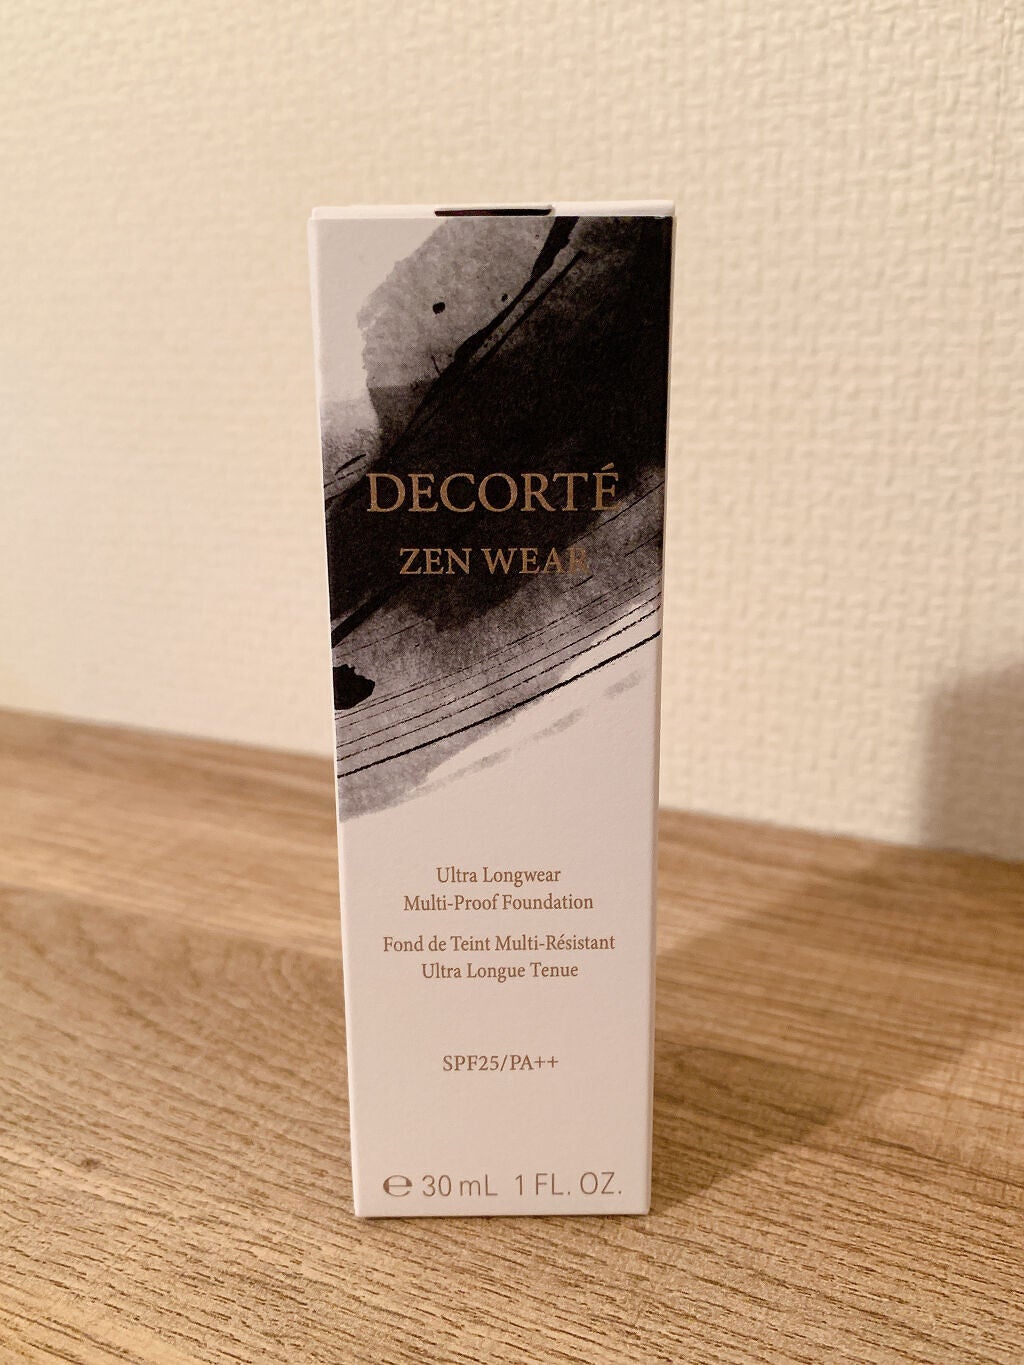 DECORTÉ
ZEN WEAR
Ultra Longwear
Multi-Proof Foundation
Fond de Teint Multi-Résistant
Ultra Longue Tenue
SPF25/PA++
℮ 30 mL 1 FL. OZ.